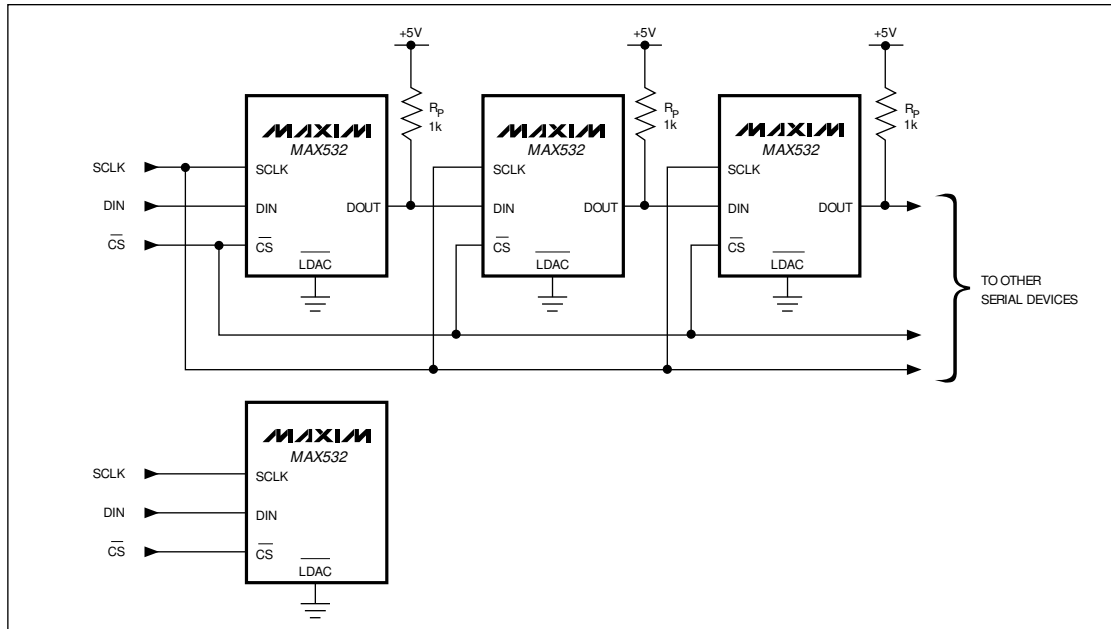 +5V +5V +5V
RP RP RP
1k 1k 1k
MAXIM MAXIM MAXIM
MAX532 MAX532 MAX532
SCLK SCLK SCLK SCLK
DIN DIN DOUT DIN DOUT DIN DOUT
CS CS CS CS
LDAC LDAC LDAC
TO OTHER
SERIAL DEVICES
MAXIM
MAX532
SCLK SCLK
DIN DIN
CS CS
LDAC